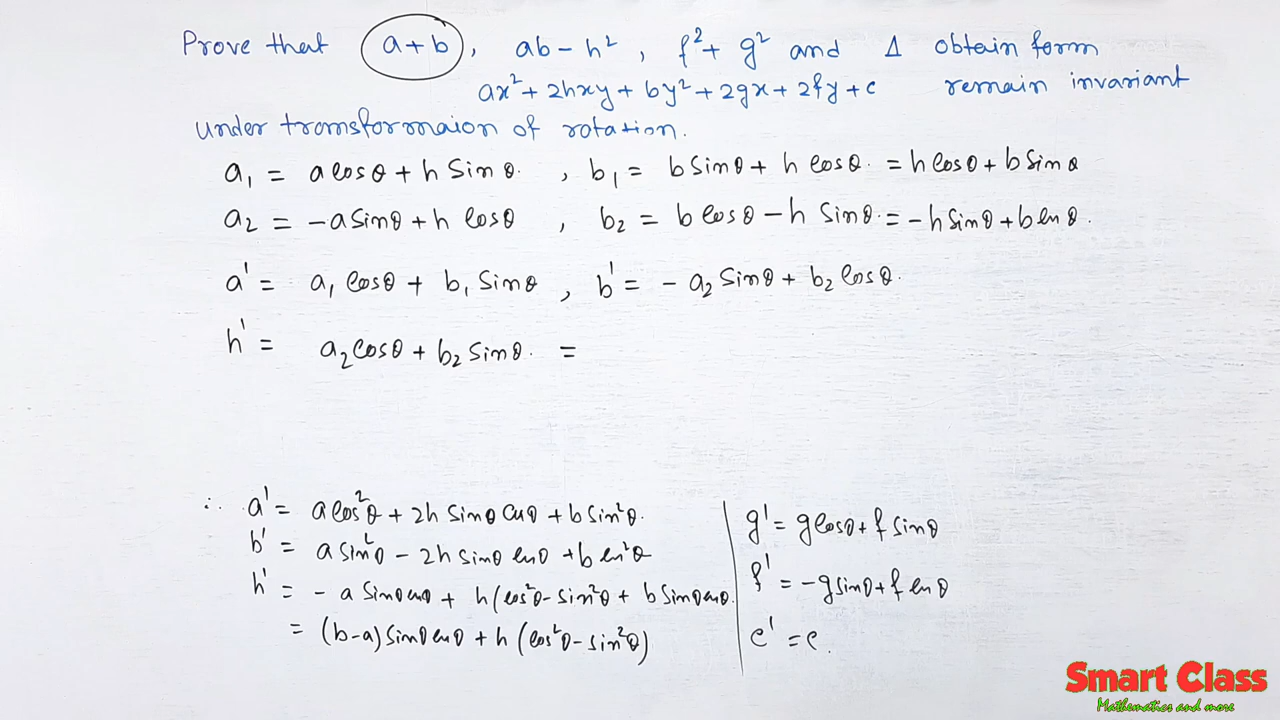 Prove that a+b, ab-h², f²+g² and Δ obtain form
ax²+2hxy+by²+2gx+2fy+c remain invariant
under transformaion of rotation.
a₁ = a cosθ + h Sinθ. , b₁ = b Sinθ + h cosθ. = h cosθ + b Sinθ
a₂ = -a Sinθ + h cosθ , b₂ = b cosθ - h Sinθ. = -h Sinθ + b cosθ.
a' = a₁ cosθ + b₁ Sinθ , b' = - a₂ Sinθ + b₂ cosθ.
h' = a₂ cosθ + b₂ Sinθ. =
∴ a' = a cos²θ + 2h Sinθ cosθ + b Sin²θ.
b' = a sin²θ - 2h sinθ cosθ + b cos²θ
h' = - a Sinθ cosθ + h(cos²θ - sin²θ + b Sinθ cosθ.
= (b-a) sinθ cosθ + h (cos²θ - sin²θ)
g' = g cosθ + f sinθ
f' = -g sinθ + f cosθ
c' = c.
Smart Class
Mathematics and more